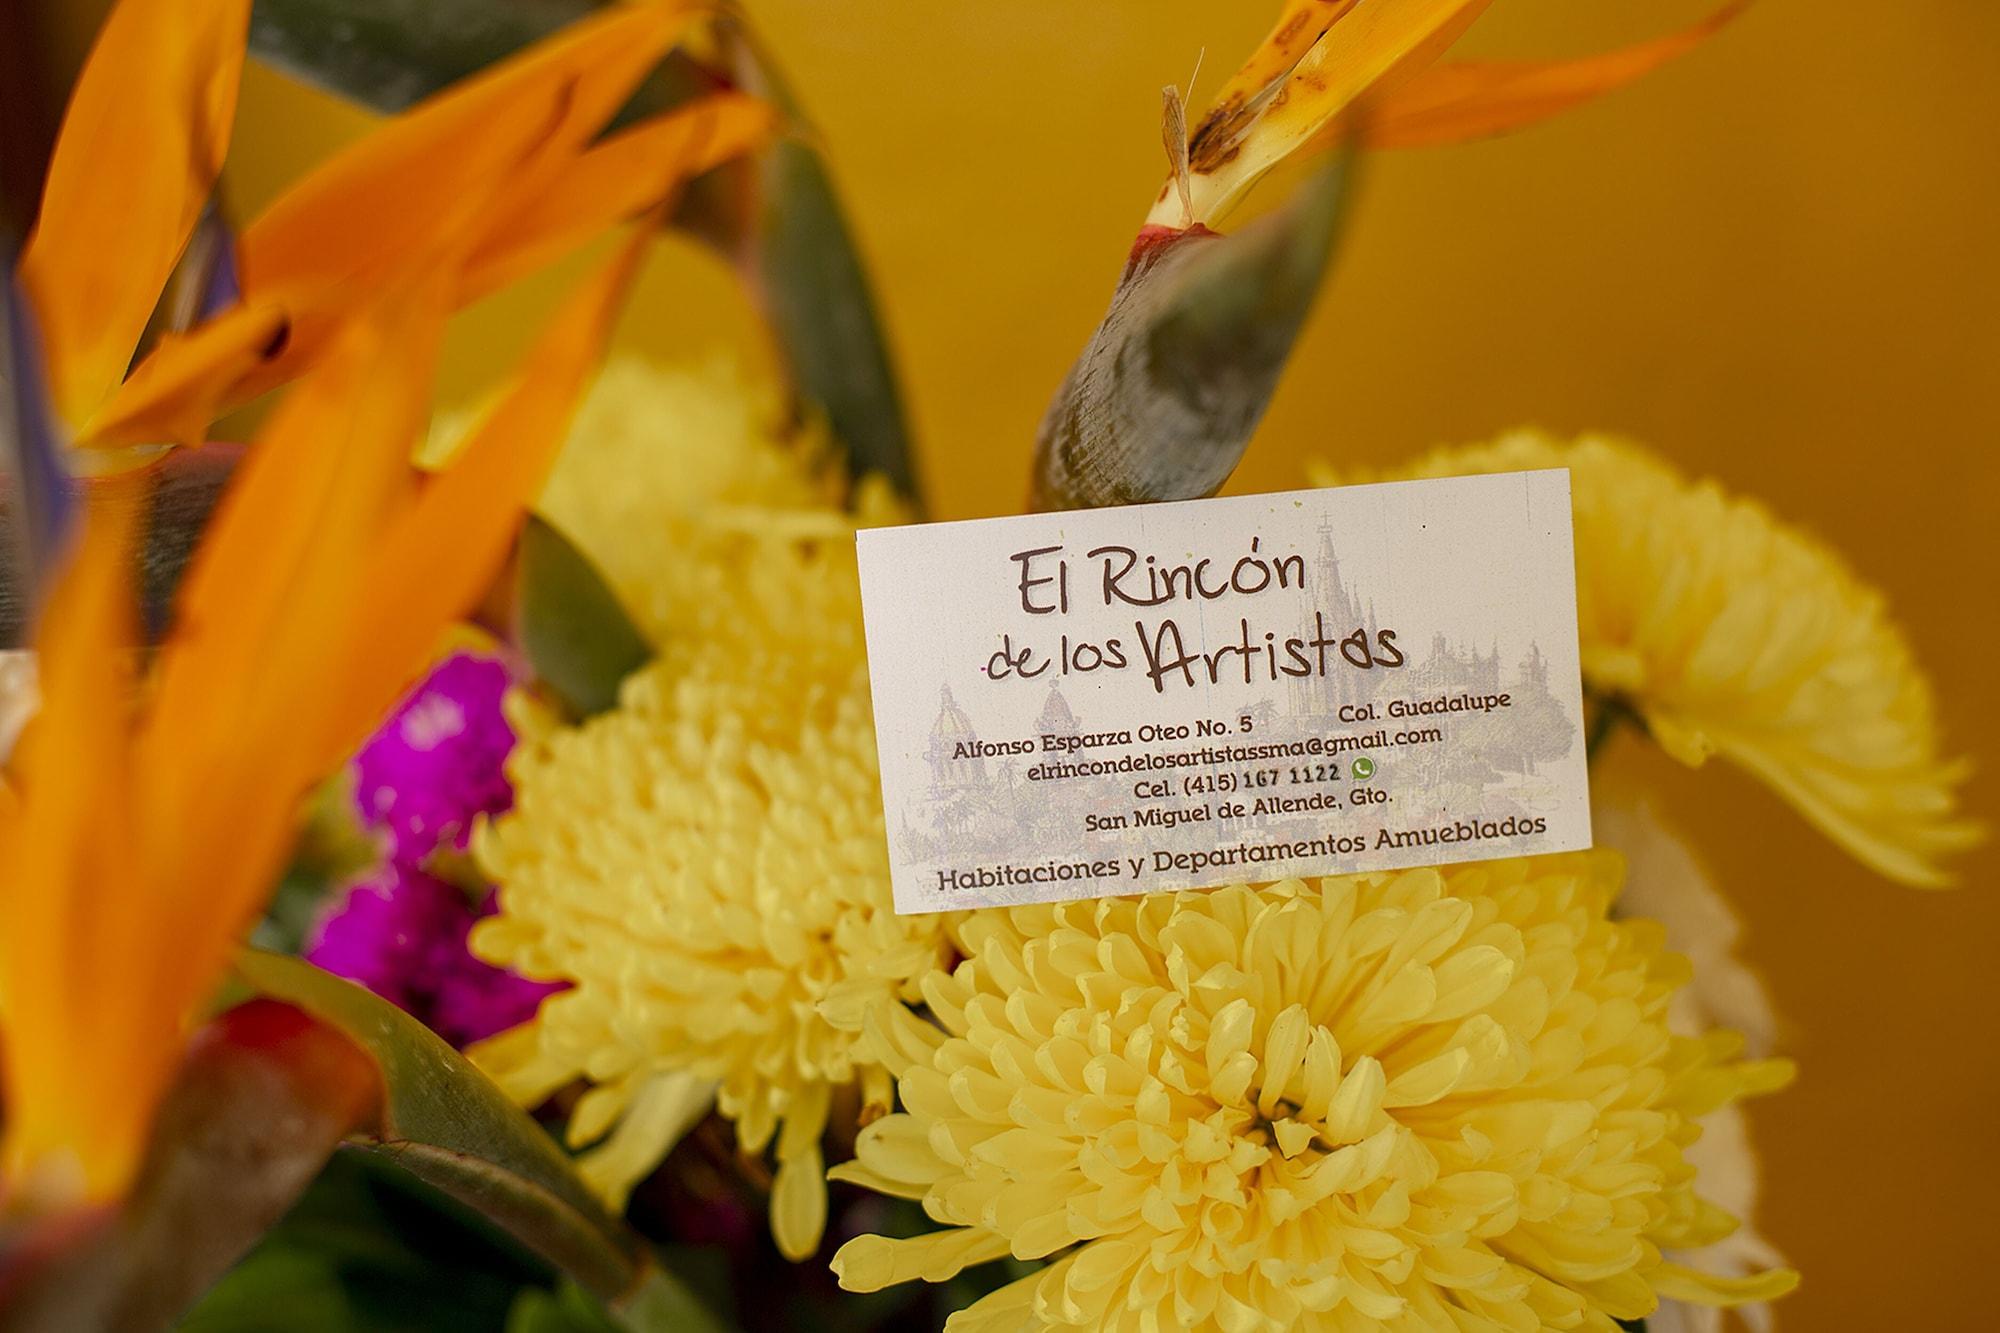 El Rincón
de los Artistas
Alfonso Esparza Oteo No. 5 Col. Guadalupe
elrincondelosartistassma@gmail.com
Cel. (415) 167 1122
San Miguel de Allende, Gto.
Habitaciones y Departamentos Amueblados